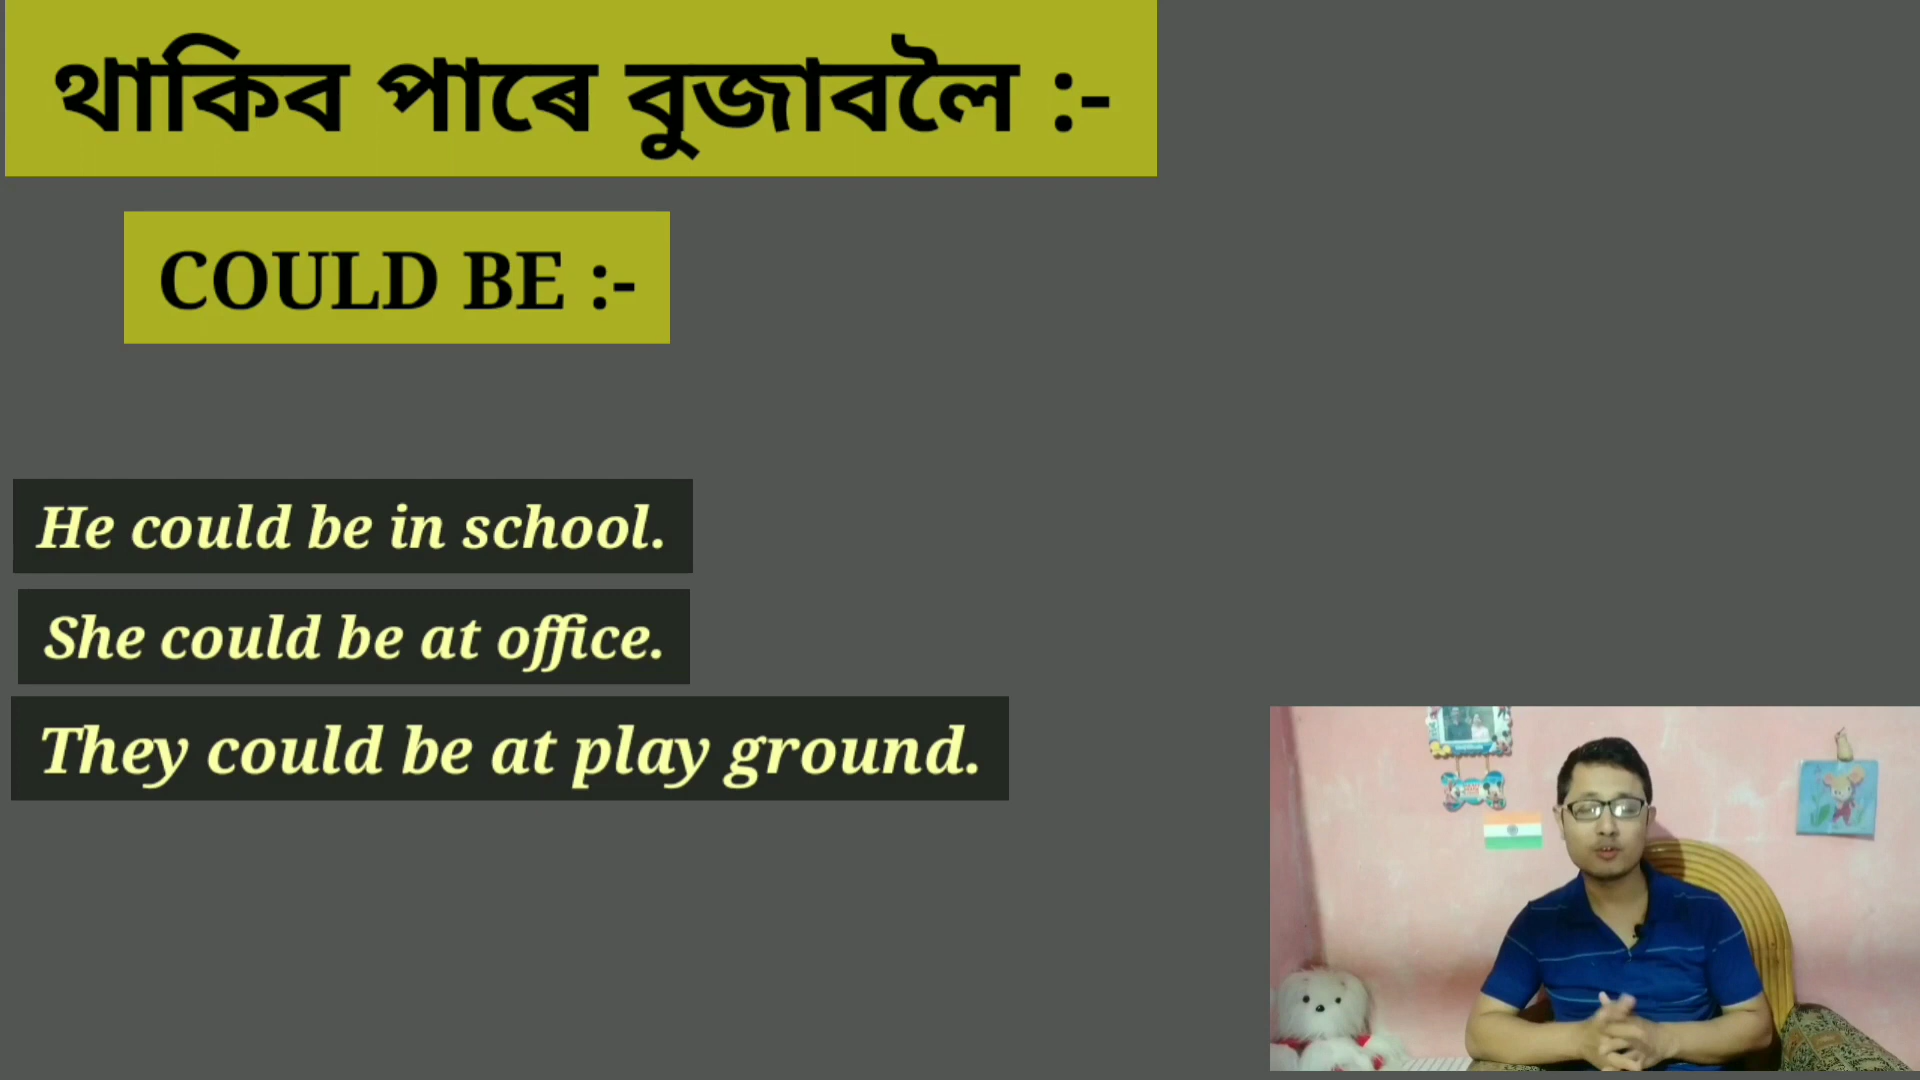 থাকিব পাৰে বুজাবলৈ :-
COULD BE :-
He could be in school.
She could be at office.
They could be at play ground.